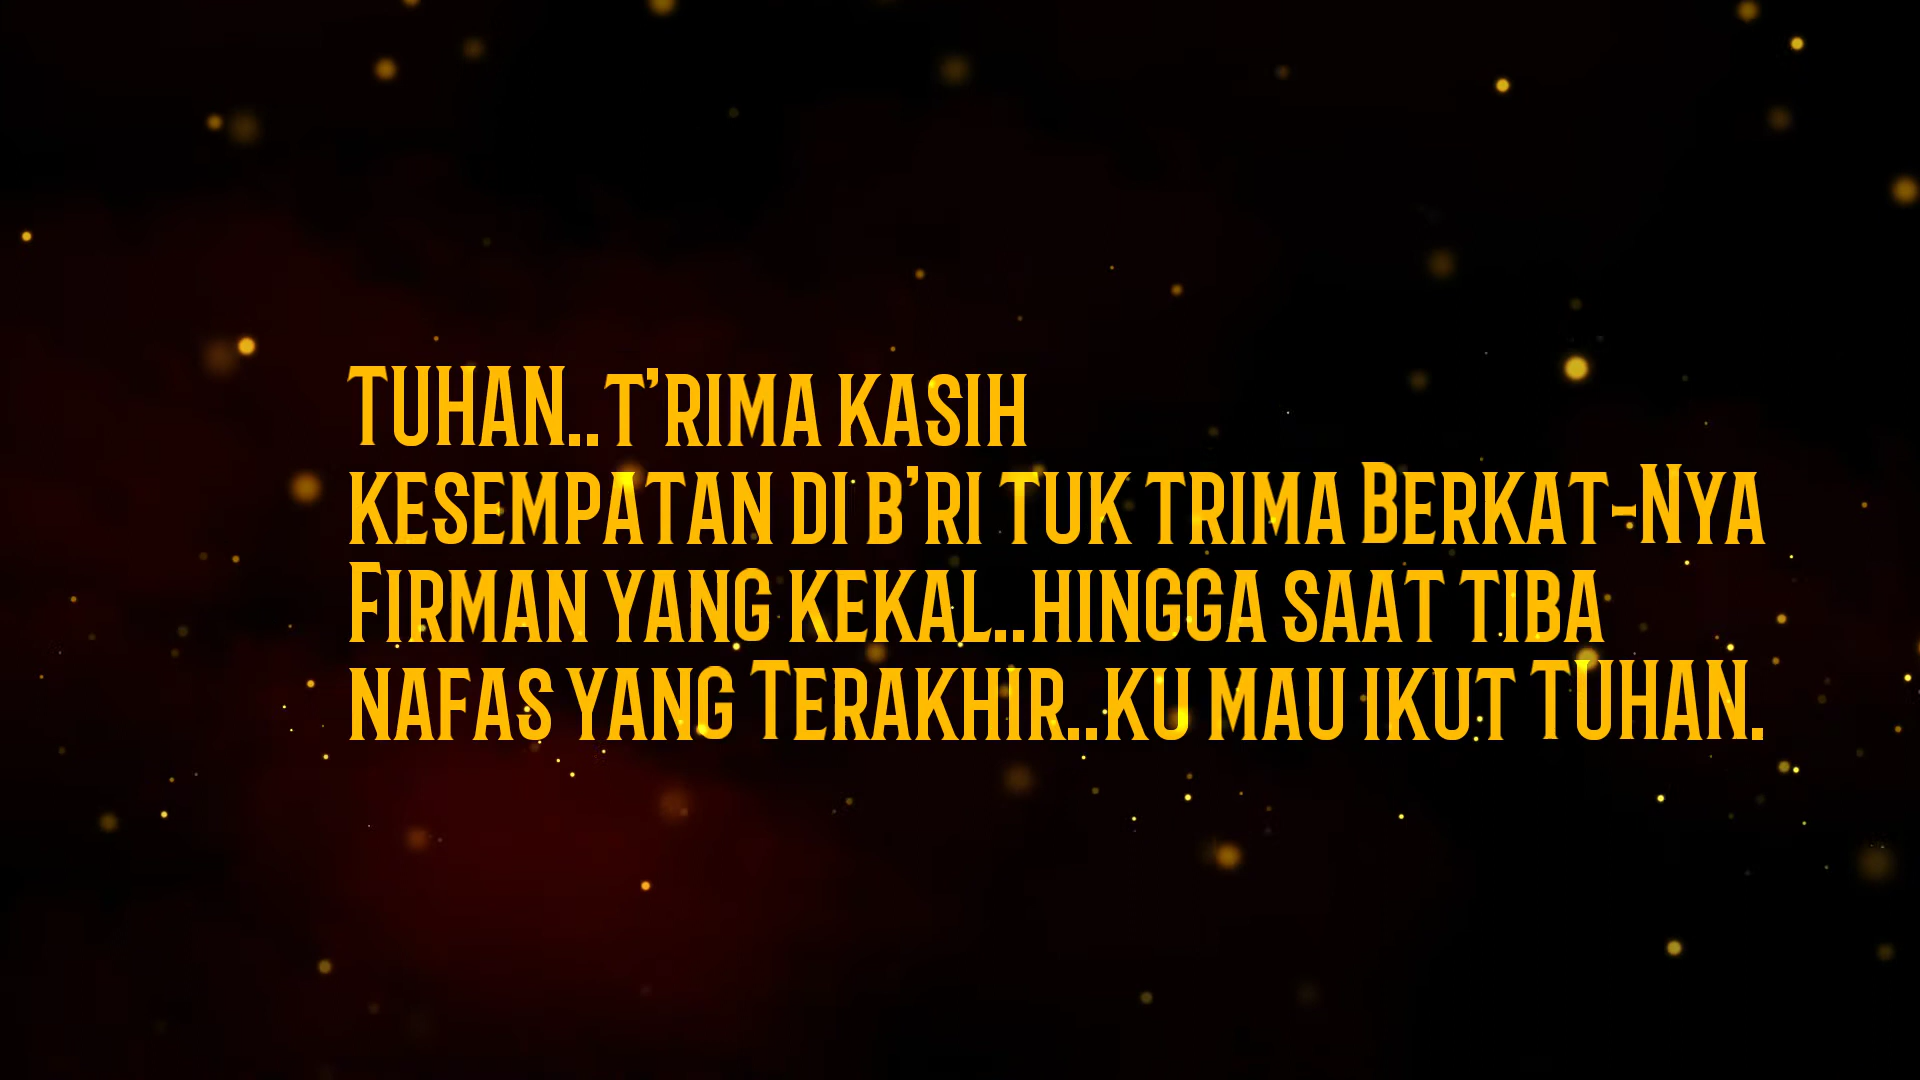 TUHAN..t'rima kasih
kesempatan di b'ri tuk trima Berkat-Nya
Firman yang kekal..hingga saat tiba
nafas yang Terakhir..ku mau ikut TUHAN.